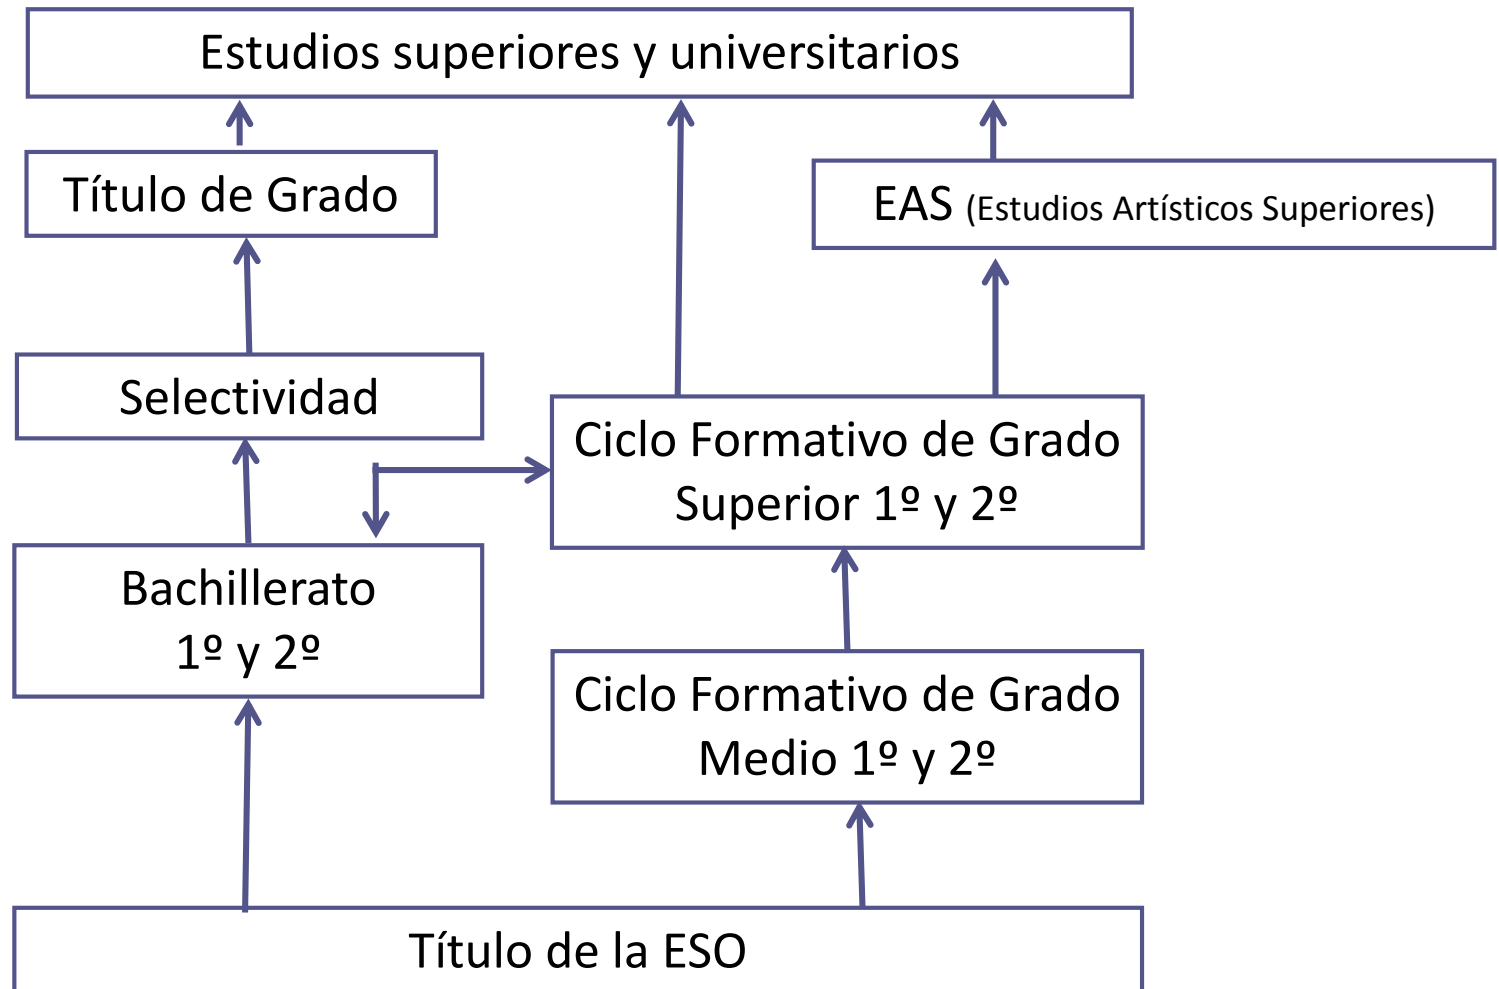 Estudios superiores y universitarios
Título de Grado
EAS (Estudios Artísticos Superiores)
Selectividad
Ciclo Formativo de Grado
Superior 1º y 2º
Bachillerato
1º y 2º
Ciclo Formativo de Grado
Medio 1º y 2º
Título de la ESO